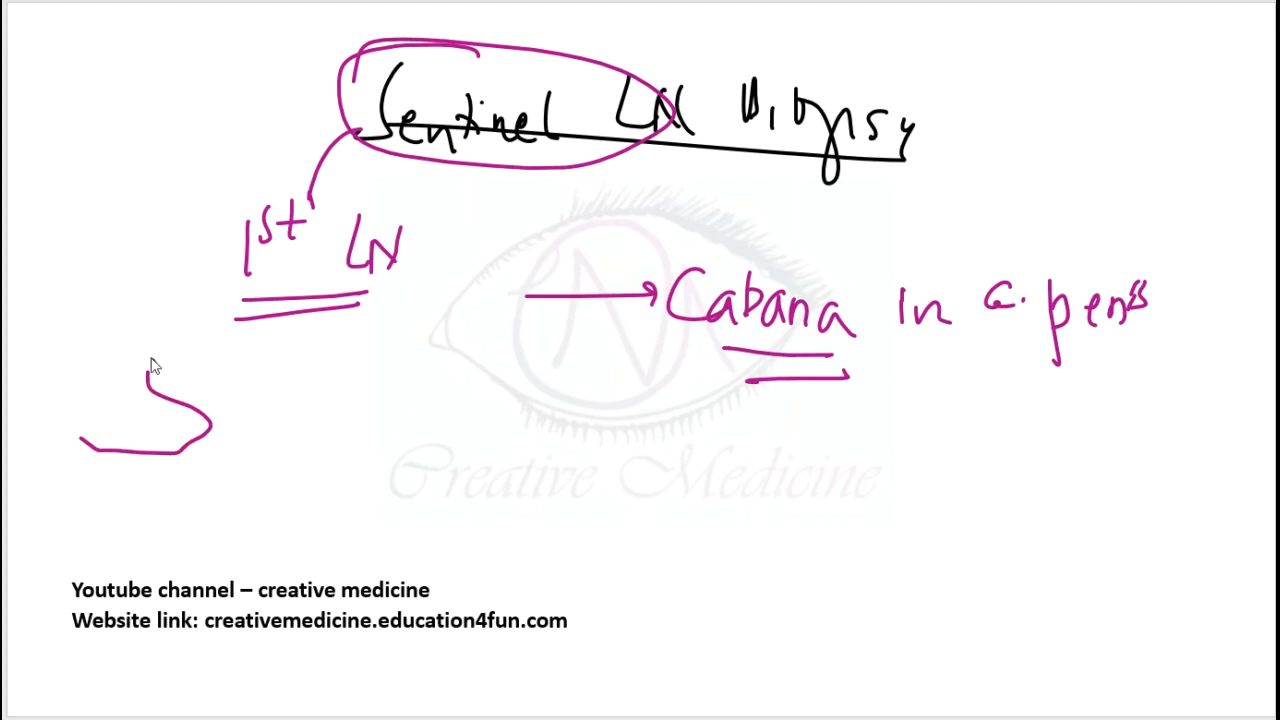 Sentinel LN Biopsy
1st LN
Cabana in c. penis
Creative Medicine
Youtube channel – creative medicine
Website link: creativemedicine.education4fun.com